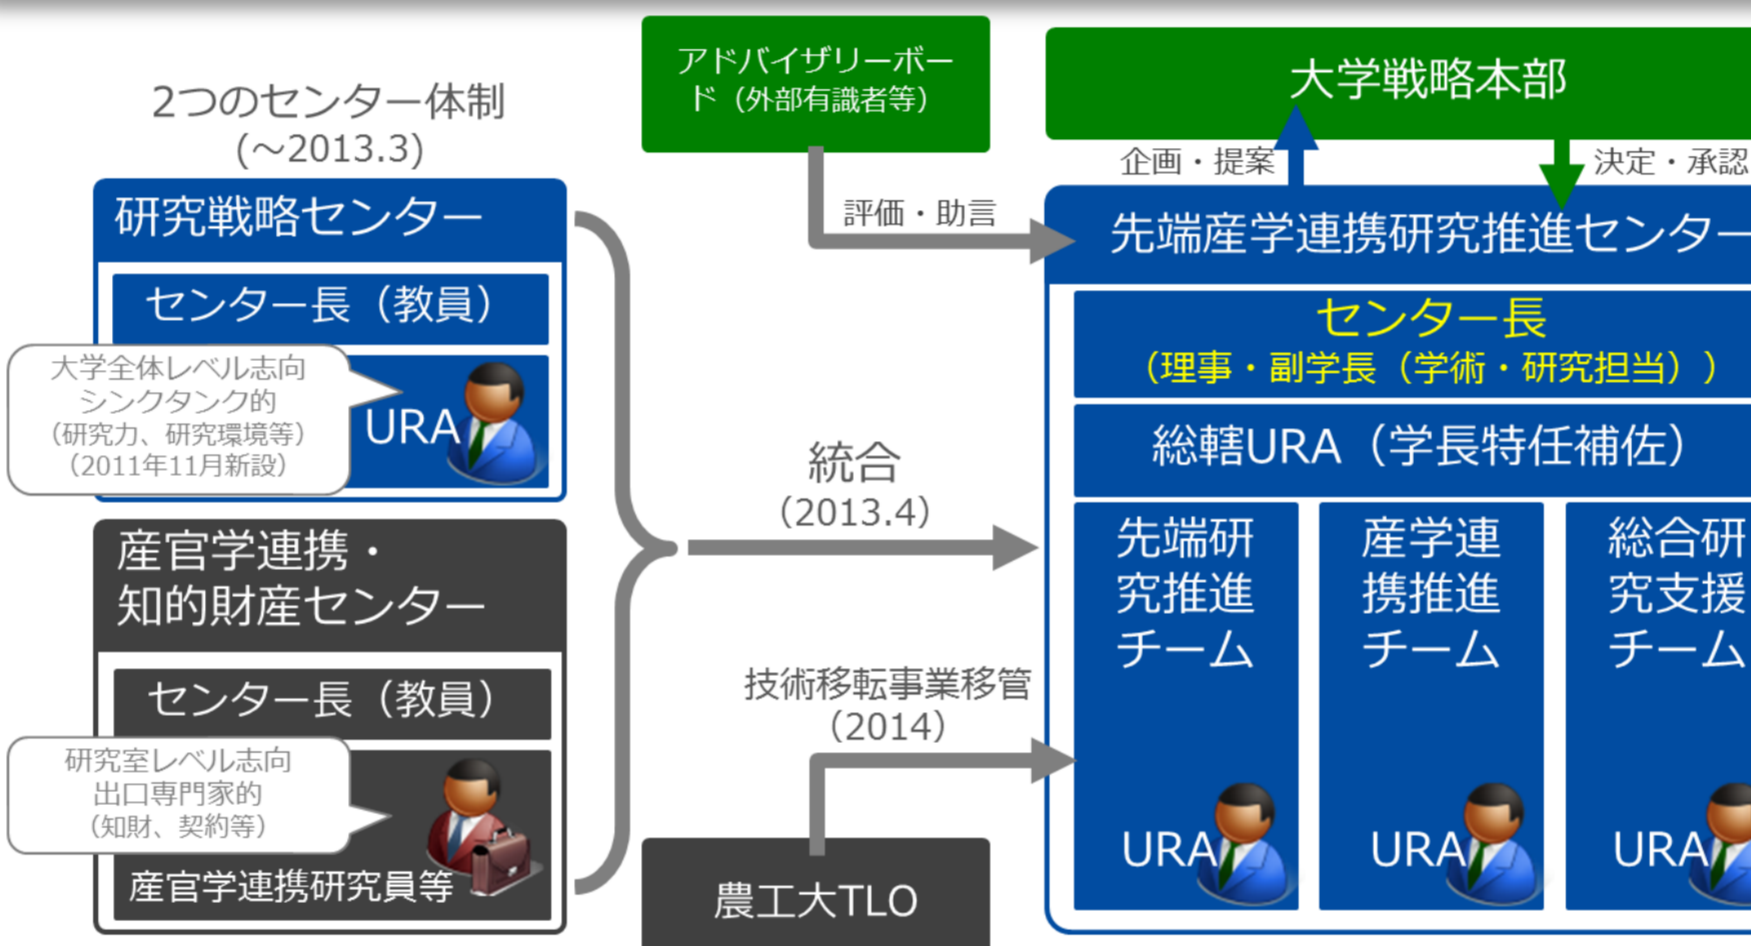 2つのセンター体制
(～2013.3)
研究戦略センター
センター長（教員）
大学全体レベル志向
シンクタンク的
（研究力、研究環境等）
（2011年11月新設）
URA
産官学連携・
知的財産センター
センター長（教員）
研究室レベル志向
出口専門家的
（知財、契約等）
産官学連携研究員等
アドバイザリーボー
ド（外部有識者等）
評価・助言
統合
（2013.4）
技術移転事業移管
（2014）
農工大TLO
大学戦略本部
企画・提案
決定・承認
先端産学連携研究推進センター
センター長
（理事・副学長（学術・研究担当））
総轄URA（学長特任補佐）
先端研
究推進
チーム
URA
産学連
携推進
チーム
URA
総合研
究支援
チーム
URA